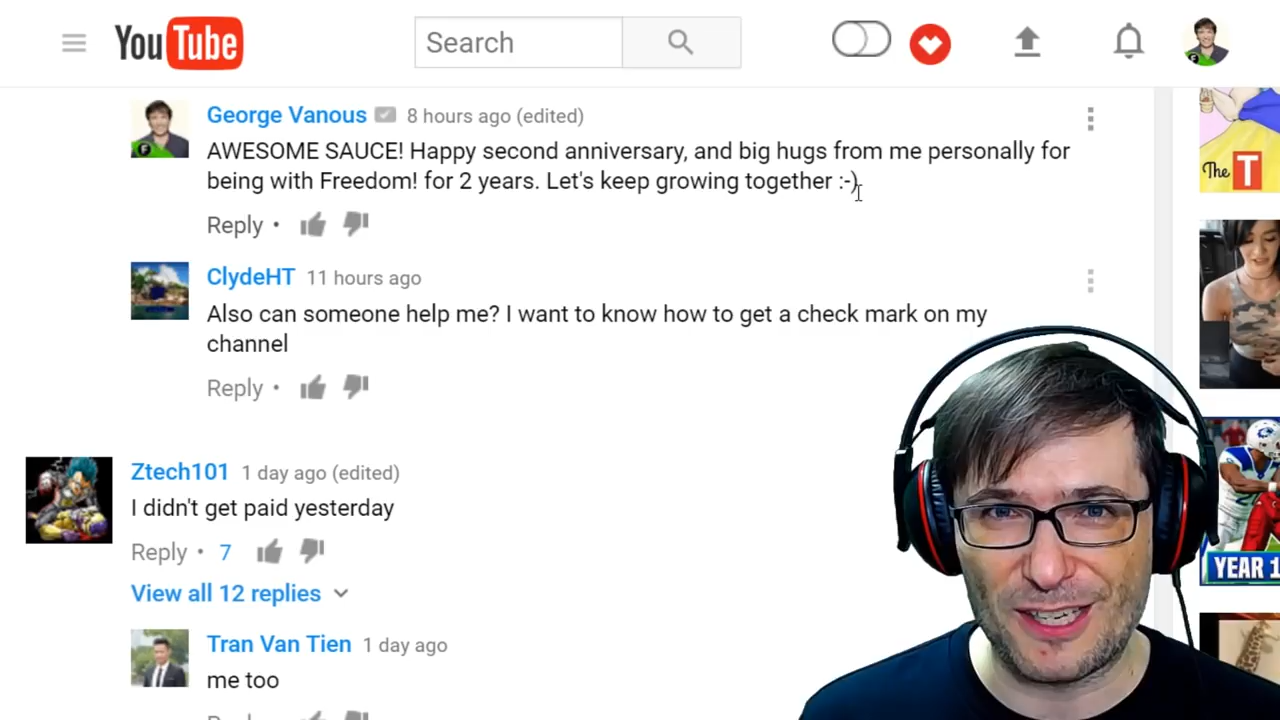 YouTube
Search
George Vanous 8 hours ago (edited)
AWESOME SAUCE! Happy second anniversary, and big hugs from me personally for
being with Freedom! for 2 years. Let's keep growing together :-)
Reply •
ClydeHT 11 hours ago
Also can someone help me? I want to know how to get a check mark on my
channel
Reply •
Ztech101 1 day ago (edited)
I didn't get paid yesterday
Reply • 7
View all 12 replies
Tran Van Tien 1 day ago
me too
The T
YEAR 1